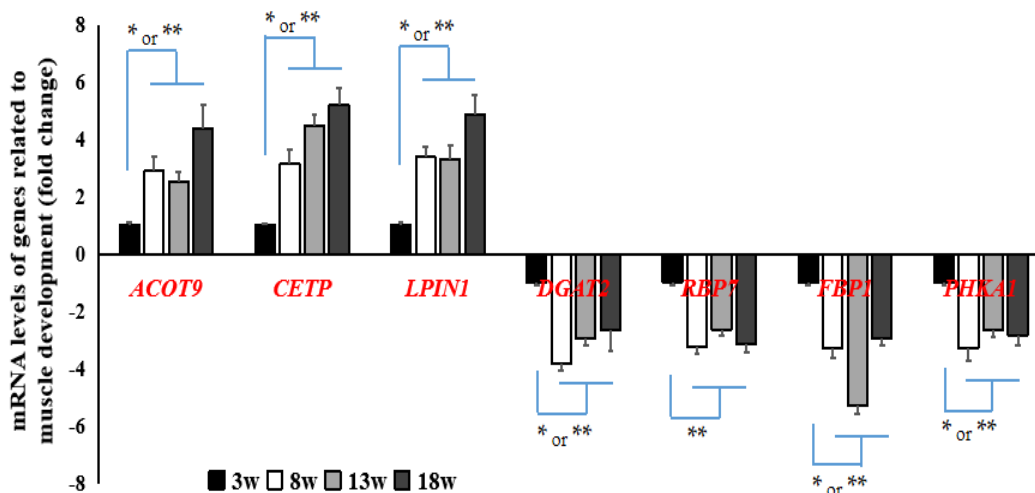 mRNA levels of genes related to
muscle development (fold change)
8
6
4
2
0
-2
-4
-6
-8
* or **
* or **
* or **
ACOT9 CETP LPIN1 DGAT2 RBP7 FBP1 PHKA1
* or **
**
* or **
* or **
3w 8w 13w 18w